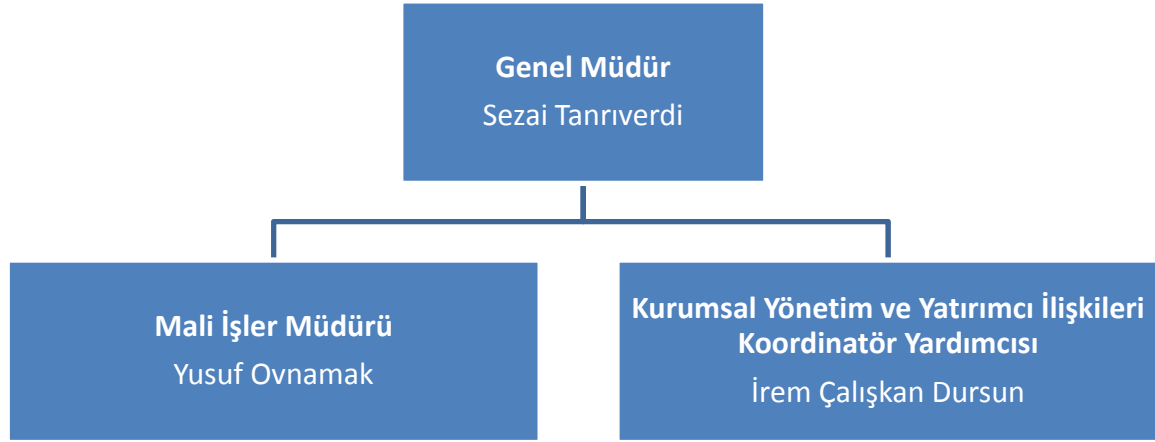 Genel Müdür
Sezai Tanrıverdi
Mali İşler Müdürü
Yusuf Ovnamak
Kurumsal Yönetim ve Yatırımcı İlişkileri
Koordinatör Yardımcısı
İrem Çalışkan Dursun